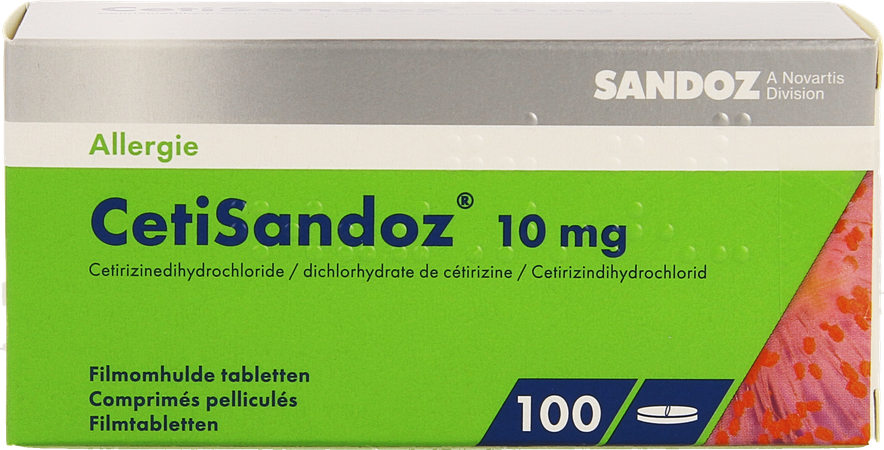 SANDOZ A Novartis
Division
Allergie
CetiSandoz® 10 mg
Cetirizinedihydrochloride / dichlorhydrate de cétirizine / Cetirizindihydrochlorid
Filmomhulde tabletten
Comprimés pelliculés
Filmtabletten
100